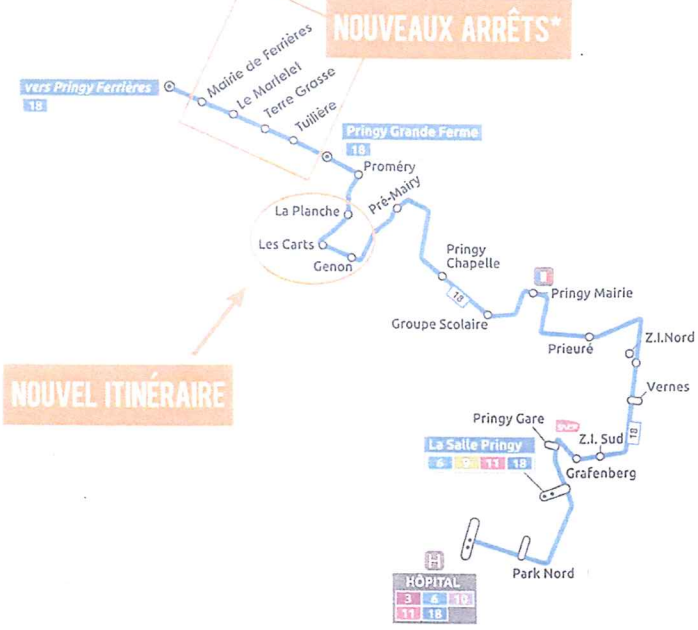 NOUVEAUX ARRÊTS*
Mairie de Ferrières
Le Marlelel
Terre Grasse
Tuilière
vers Pringy Ferrières
18
Pringy Grande Ferme
18
Proméry
Pré-Mairy
La Planche
Les Carts
Genon
Pringy
Chapelle
18
Groupe Scolaire
Pringy Mairie
Prieuré
Z.I.Nord
Vernes
18
NOUVEL ITINÉRAIRE
Pringy Gare
SNCF
Z.I. Sud
Grafenberg
La Salle Pringy
6 9 11 18
Park Nord
H
HÔPITAL
3 6 10
11 18